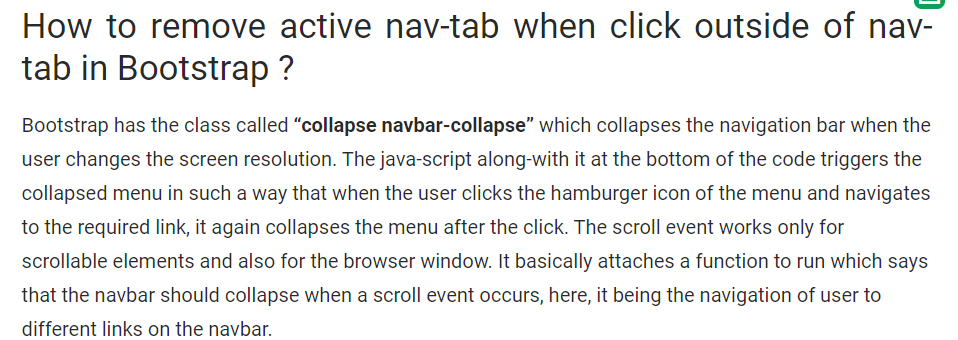 How to remove active nav-tab when click outside of nav-
tab in Bootstrap ?
Bootstrap has the class called “collapse navbar-collapse” which collapses the navigation bar when the
user changes the screen resolution. The java-script along-with it at the bottom of the code triggers the
collapsed menu in such a way that when the user clicks the hamburger icon of the menu and navigates
to the required link, it again collapses the menu after the click. The scroll event works only for
scrollable elements and also for the browser window. It basically attaches a function to run which says
that the navbar should collapse when a scroll event occurs, here, it being the navigation of user to
different links on the navbar.